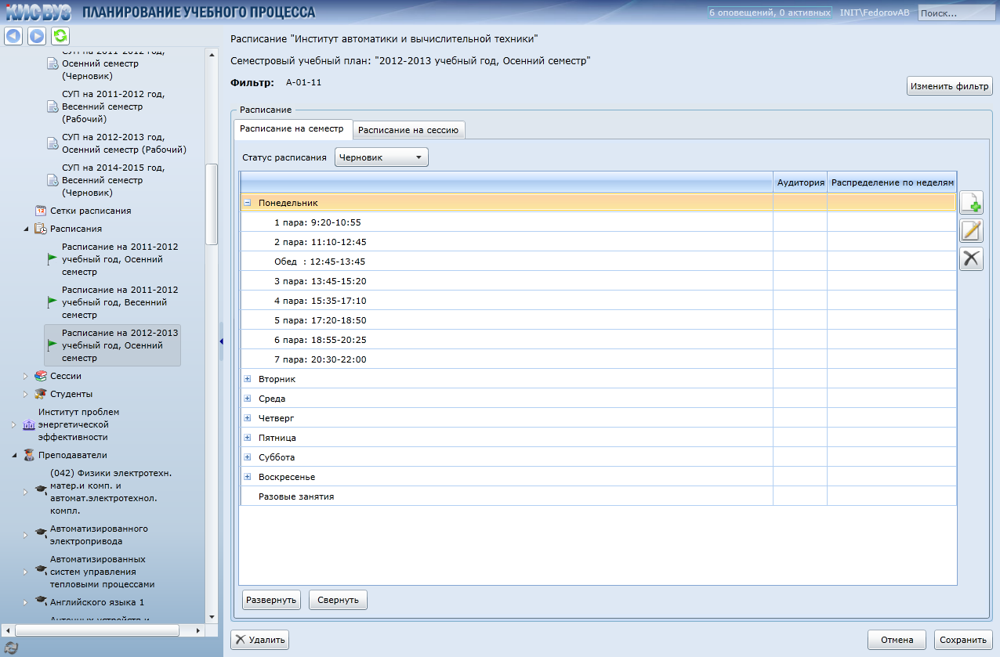 КИС ВУЗ ПЛАНИРОВАНИЕ УЧЕБНОГО ПРОЦЕССА
6 оповещений, 0 активных INIT\FedorovAB Поиск...
СУП на 2011-2012 год,
Осенний семестр
(Черновик)
СУП на 2011-2012 год,
Весенний семестр
(Рабочий)
СУП на 2012-2013 год,
Осенний семестр (Рабочий)
СУП на 2014-2015 год,
Весенний семестр
(Черновик)
12 Сетки расписания
Расписания
Расписание на 2011-2012
учебный год, Осенний
семестр
Расписание на 2011-2012
учебный год, Весенний
семестр
Расписание на 2012-2013
учебный год, Осенний
семестр
Сессии
Студенты
Институт проблем
энергетической
эффективности
Преподаватели
(042) Физики электротехн.
матер.и комп. и
автомат.электротехнол.
компл.
Автоматизированного
электропривода
Автоматизированных
систем управления
тепловыми процессами
Английского языка 1
Расписание "Институт автоматики и вычислительной техники"
Семестровый учебный план: "2012-2013 учебный год, Осенний семестр"
Фильтр: А-01-11
Изменить фильтр
Расписание
Расписание на семестр Расписание на сессию
Статус расписания Черновик
Аудитория Распределение по неделям
Понедельник
1 пара: 9:20-10:55
2 пара: 11:10-12:45
Обед : 12:45-13:45
3 пара: 13:45-15:20
4 пара: 15:35-17:10
5 пара: 17:20-18:50
6 пара: 18:55-20:25
7 пара: 20:30-22:00
Вторник
Среда
Четверг
Пятница
Суббота
Воскресенье
Разовые занятия
Развернуть Свернуть
Удалить Отмена Сохранить